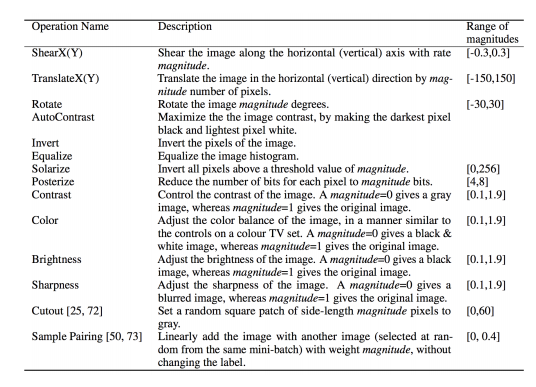 Operation Name Description Range of
magnitudes
ShearX(Y) Shear the image along the horizontal (vertical) axis with rate [-0.3,0.3]
magnitude.
TranslateX(Y) Translate the image in the horizontal (vertical) direction by mag- [-150,150]
nitude number of pixels.
Rotate Rotate the image magnitude degrees. [-30,30]
AutoContrast Maximize the the image contrast, by making the darkest pixel
black and lightest pixel white.
Invert Invert the pixels of the image.
Equalize Equalize the image histogram.
Solarize Invert all pixels above a threshold value of magnitude. [0,256]
Posterize Reduce the number of bits for each pixel to magnitude bits. [4,8]
Contrast Control the contrast of the image. A magnitude=0 gives a gray [0.1,1.9]
image, whereas magnitude=1 gives the original image.
Color Adjust the color balance of the image, in a manner similar to [0.1,1.9]
the controls on a colour TV set. A magnitude=0 gives a black &
white image, whereas magnitude=1 gives the original image.
Brightness Adjust the brightness of the image. A magnitude=0 gives a black [0.1,1.9]
image, whereas magnitude=1 gives the original image.
Sharpness Adjust the sharpness of the image. A magnitude=0 gives a [0.1,1.9]
blurred image, whereas magnitude=1 gives the original image.
Cutout [25, 72] Set a random square patch of side-length magnitude pixels to [0,60]
gray.
Sample Pairing [50, 73] Linearly add the image with another image (selected at ran- [0, 0.4]
dom from the same mini-batch) with weight magnitude, without
changing the label.